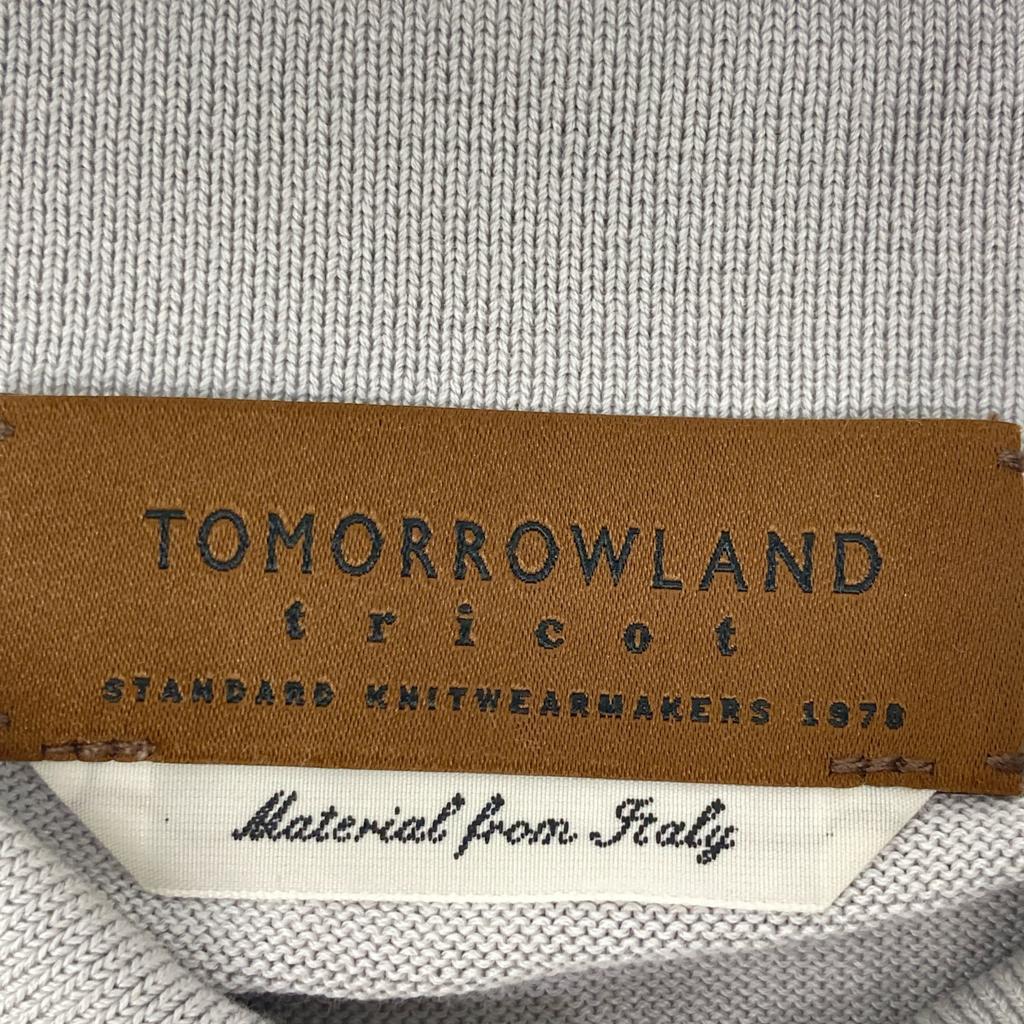 TOMORROWLAND
tricot
STANDARD KNITWEARMAKERS 1978
Material from Italy